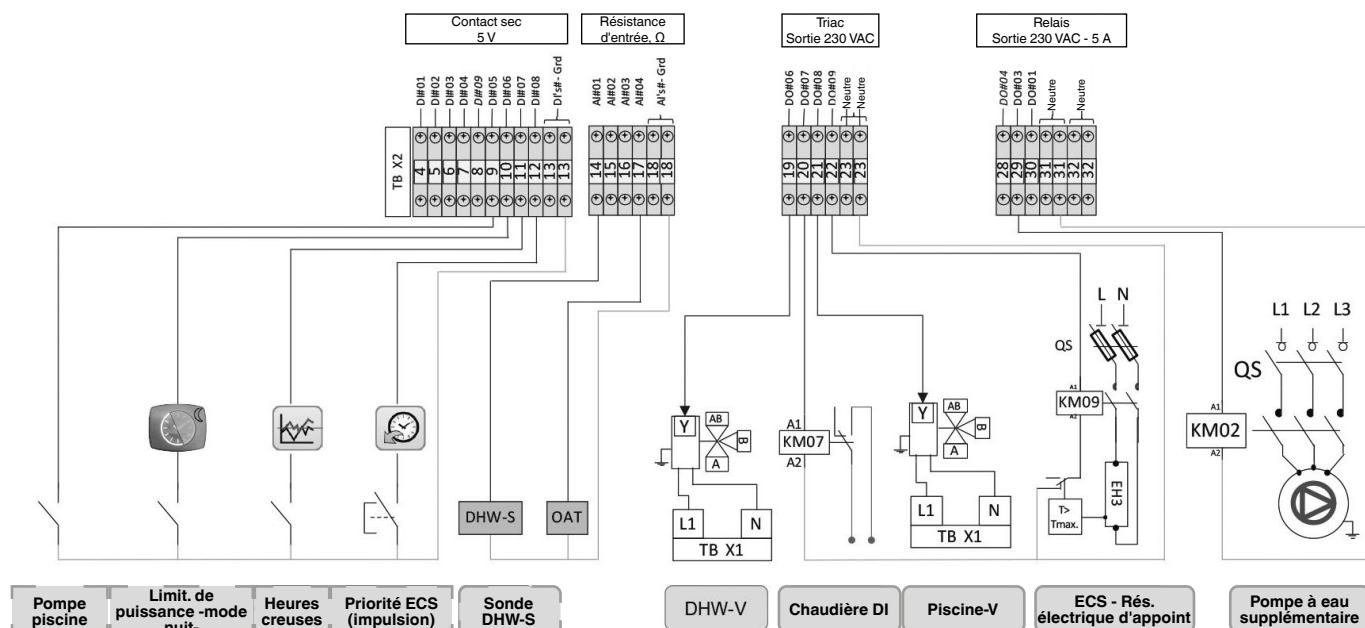 Contact sec
5 V
Résistance
d'entrée, Ω
Triac
Sortie 230 VAC
Relais
Sortie 230 VAC - 5 A
DI#01
DI#02
DI#03
DI#04
DI#09
DI#05
DI#06
DI#07
DI#08
DI's#- Grd
AI#01
AI#02
AI#03
AI#04
AI's#- Grd
DO#06
DO#07
DO#08
DO#09
Neutre
Neutre
DO#04
DO#03
DO#01
Neutre
Neutre
TB X2
4 5 6 7 8 9 10 11 12 13 13
14 15 16 17 18 18
19 20 21 22 23 23
28 29 30 31 31 32 32
L N
QS
L1 L2 L3
QS
A1
KM09
A2
A1
KM02
A2
Y
AB
B
A
A1
KM07
A2
Y
AB
B
A
EH3
T>
Tmax.
DHW-S
OAT
L1 N
TB X1
L1 N
TB X1
Pompe
piscine
Limit. de
puissance -mode
nuit-
Heures
creuses
Priorité ECS
(impulsion)
Sonde
DHW-S
DHW-V
Chaudière DI
Piscine-V
ECS - Rés.
électrique d'appoint
Pompe à eau
supplémentaire